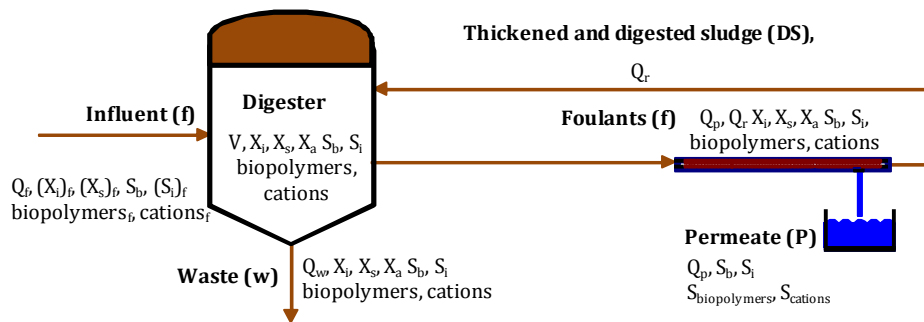 Thickened and digested sludge (DS),
Qr
Influent (f)
Digester
V, Xi, Xs, Xa Sb, Si
biopolymers,
cations
Foulants (f)
Qp, Qr Xi, Xs, Xa Sb, Si,
biopolymers, cations
Qf, (Xi)f, (Xs)f, Sb, (Si)f
biopolymersf, cationsf
Permeate (P)
Qp, Sb, Si
Sbiopolymers, Scations
Waste (w)
Qw, Xi, Xs, Xa Sb, Si
biopolymers, cations